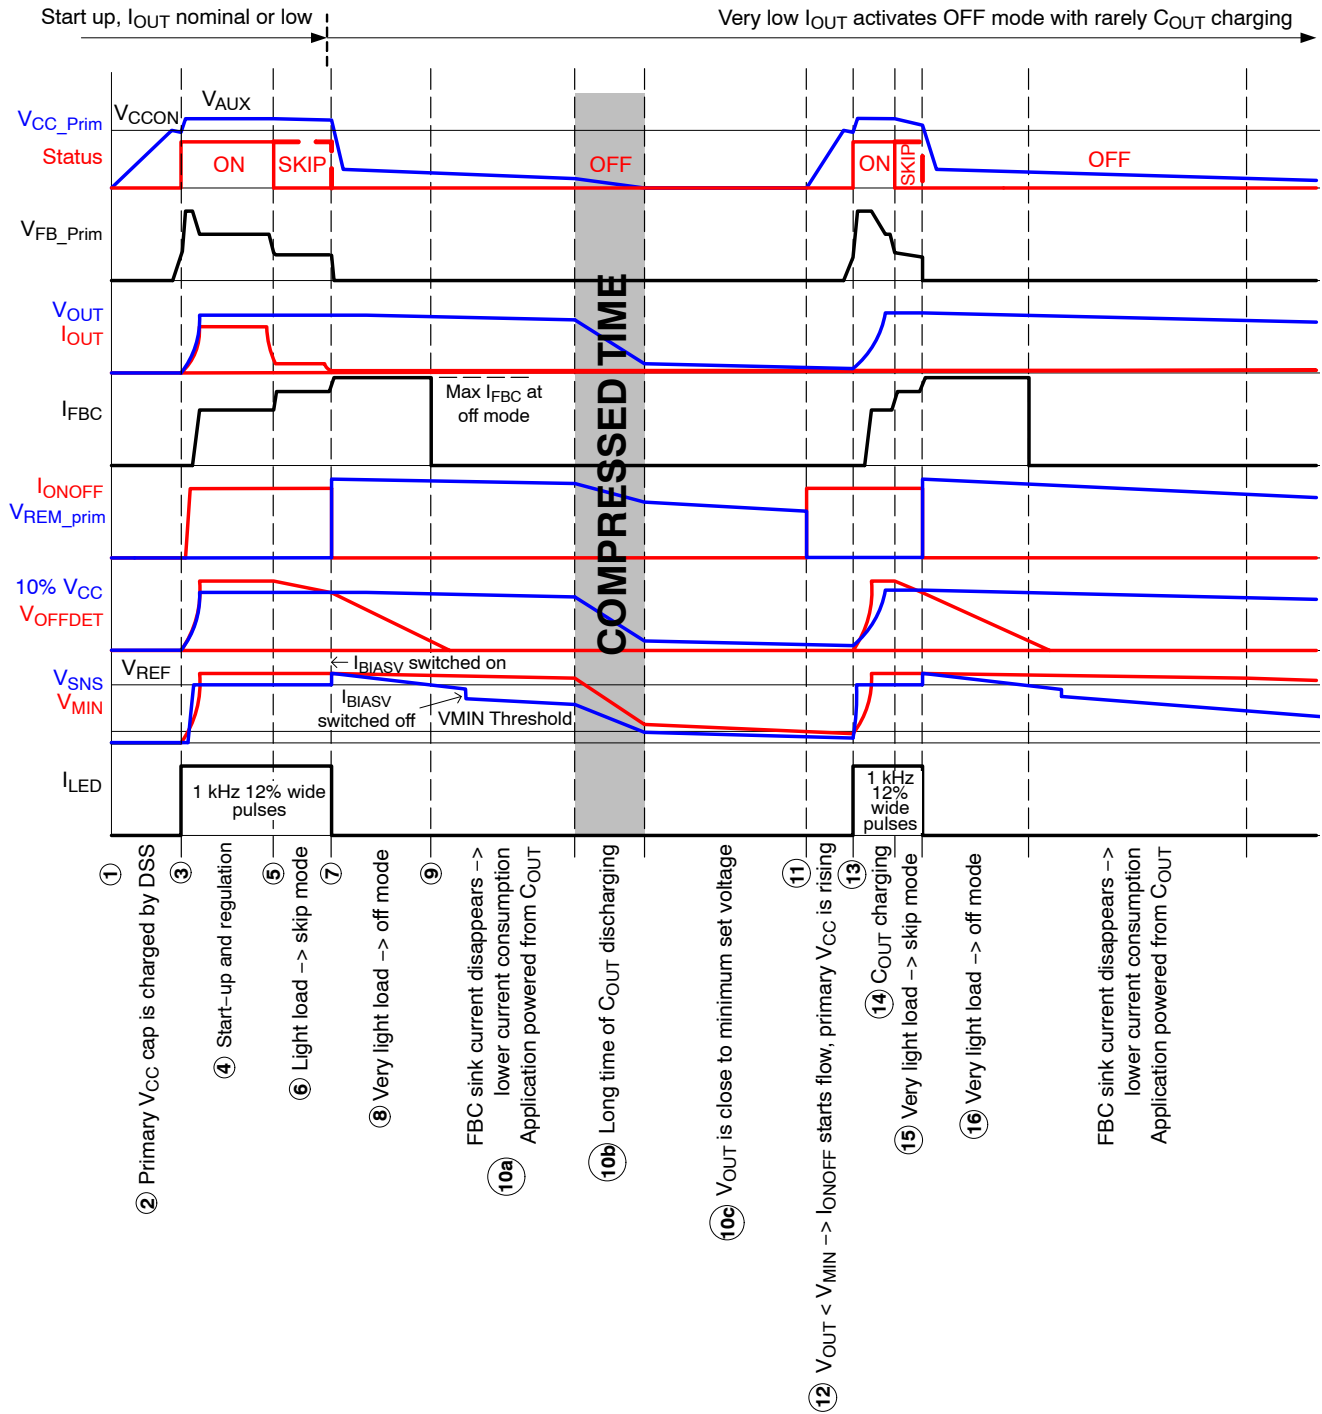 Start up, IOUT nominal or low
Very low IOUT activates OFF mode with rarely COUT charging
VCCON
VAUX
VCC_Prim
Status
ON
SKIP
OFF
ON
SKIP
OFF
VFB_Prim
VOUT
IOUT
IFBC
Max IFBC at
off mode
COMPRESSED TIME
IONOFF
VREM_prim
10% VCC
VOFFDET
VREF
← IBIASV switched on
VSNS
VMIN
IBIASV
switched off
VMIN Threshold
ILED
1 kHz 12% wide
pulses
1 kHz
12%
wide
pulses
1
2 Primary VCC cap is charged by DSS
3
4 Start-up and regulation
5
6 Light load −> skip mode
7
8 Very light load −> off mode
9
10a
FBC sink current disappears −>
lower current consumption
Application powered from COUT
10b Long time of COUT discharging
10c VOUT is close to minimum set voltage
11
12 VOUT < VMIN −> IONOFF starts flow, primary VCC is rising
13
14 COUT charging
15 Very light load −> skip mode
16 Very light load −> off mode
FBC sink current disappears −>
lower current consumption
Application powered from COUT